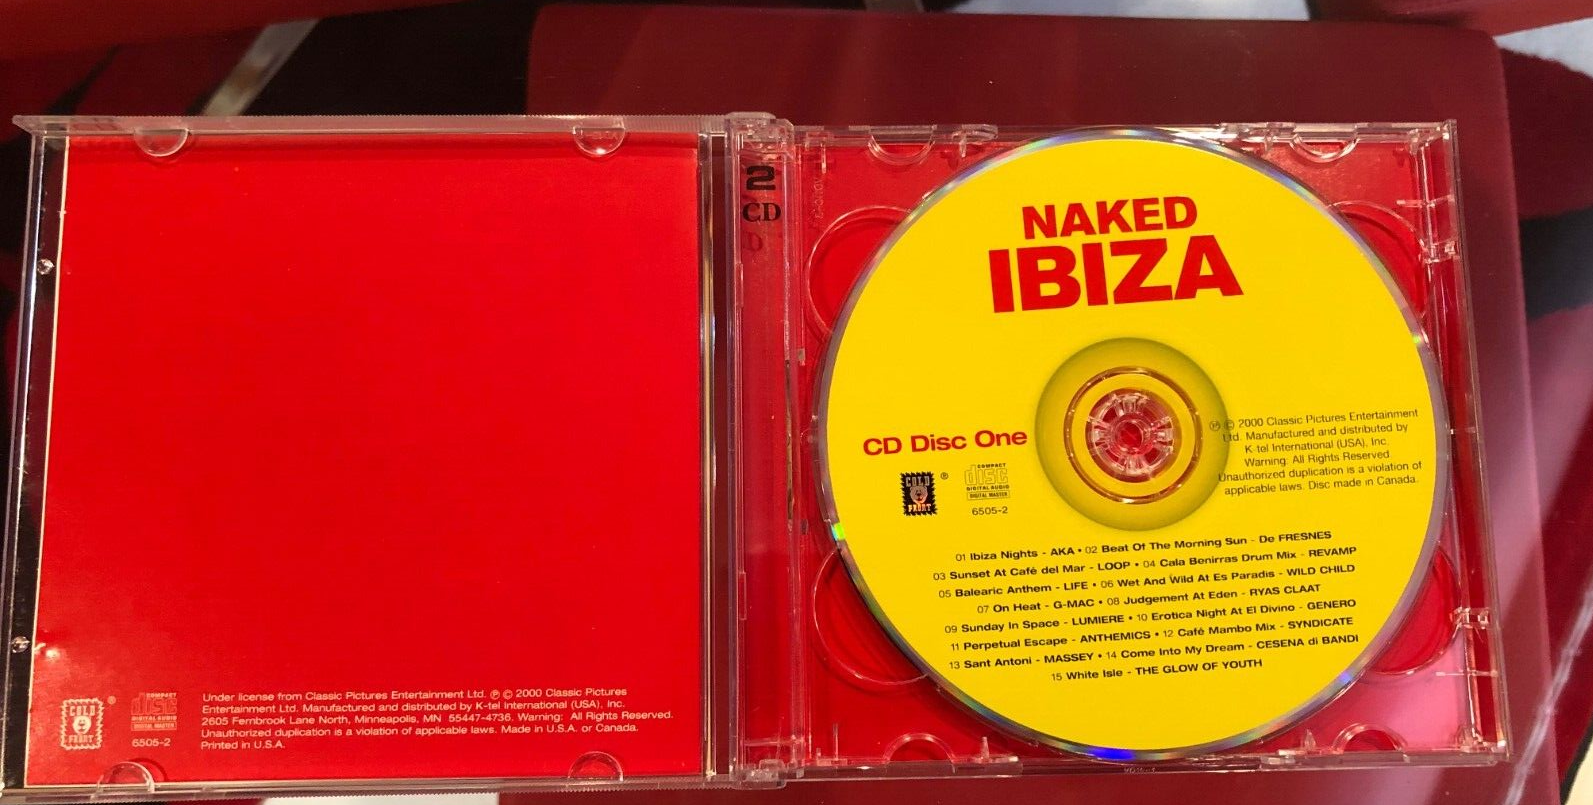 COLD
FRONT
®
COMPACT
disc
DIGITAL AUDIO
DIGITAL MASTER
6505-2
Under license from Classic Pictures Entertainment Ltd. ℗ © 2000 Classic Pictures
Entertainment Ltd. Manufactured and distributed by K-tel International (USA), Inc.
2605 Fernbrook Lane North, Minneapolis, MN 55447-4736. Warning: All Rights Reserved.
Unauthorized duplication is a violation of applicable laws. Made in U.S.A. or Canada.
Printed in U.S.A.
2
CD
D
NAKED
IBIZA
CD Disc One
COLD
FRONT
®
COMPACT
disc
DIGITAL AUDIO
DIGITAL MASTER
6505-2
℗ © 2000 Classic Pictures Entertainment
Ltd. Manufactured and distributed by
K-tel International (USA), Inc.
Warning: All Rights Reserved
Unauthorized duplication is a violation of
applicable laws. Disc made in Canada.
01 Ibiza Nights - AKA • 02 Beat Of The Morning Sun - De FRESNES
03 Sunset At Café del Mar - LOOP • 04 Cala Benirras Drum Mix - REVAMP
05 Balearic Anthem - LIFE • 06 Wet And Wild At Es Paradis - WILD CHILD
07 On Heat - G-MAC • 08 Judgement At Eden - RYAS CLAAT
09 Sunday In Space - LUMIERE • 10 Erotica Night At El Divino - GENERO
11 Perpetual Escape - ANTHEMICS • 12 Café Mambo Mix - SYNDICATE
13 Sant Antoni - MASSEY • 14 Come Into My Dream - CESENA di BANDI
15 White Isle - THE GLOW OF YOUTH